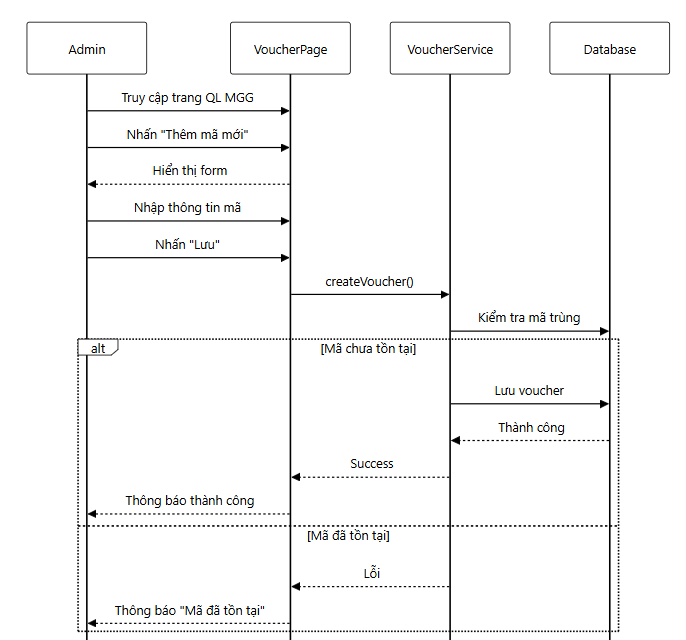 Admin
VoucherPage
VoucherService
Database
Truy cập trang QL MGG
Nhấn "Thêm mã mới"
Hiển thị form
Nhập thông tin mã
Nhấn "Lưu"
createVoucher()
Kiểm tra mã trùng
alt
[Mã chưa tồn tại]
Lưu voucher
Thành công
Success
Thông báo thành công
[Mã đã tồn tại]
Lỗi
Thông báo "Mã đã tồn tại"